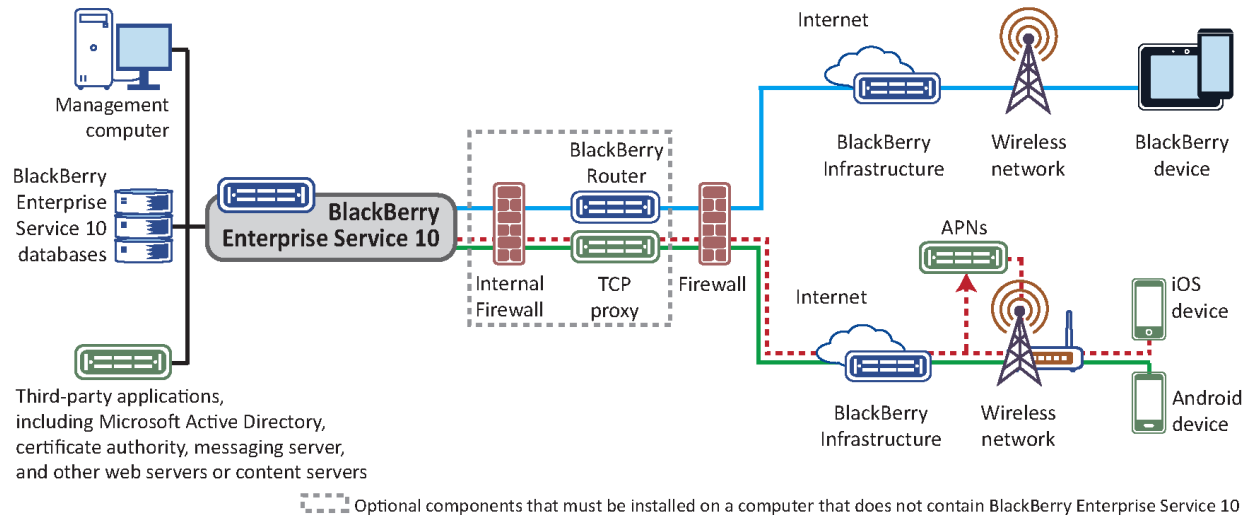 Management
computer
BlackBerry
Enterprise
Service 10
databases
Third-party applications,
including Microsoft Active Directory,
certificate authority, messaging server,
and other web servers or content servers
BlackBerry
Enterprise Service 10
BlackBerry
Router
Internal
Firewall
TCP
proxy
Firewall
Internet
BlackBerry
Infrastructure
Wireless
network
BlackBerry
device
Internet
APNs
BlackBerry
Infrastructure
Wireless
network
iOS
device
Android
device
Optional components that must be installed on a computer that does not contain BlackBerry Enterprise Service 10